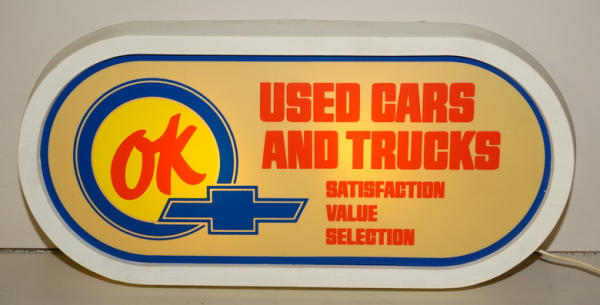 OK
USED CARS
AND TRUCKS
SATISFACTION
VALUE
SELECTION